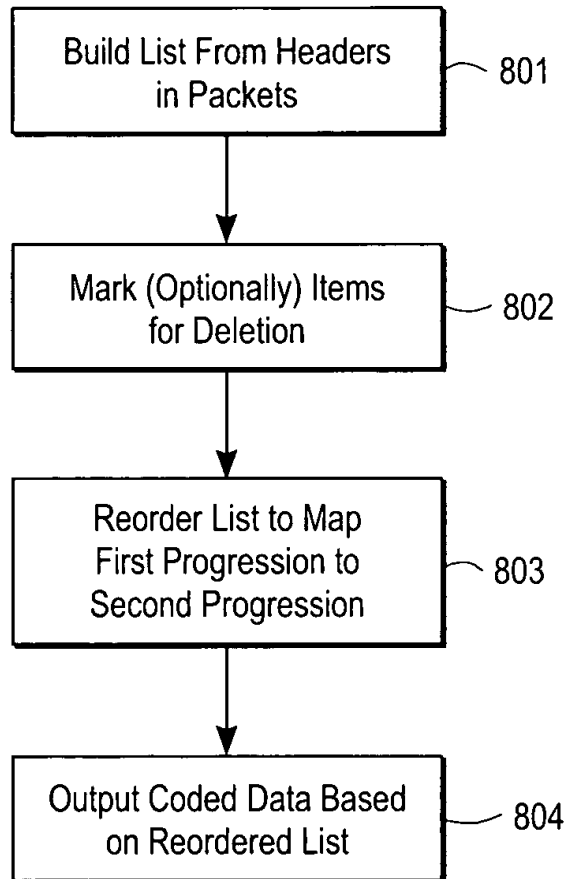 Build List From Headers
in Packets
801
Mark (Optionally) Items
for Deletion
802
Reorder List to Map
First Progression to
Second Progression
803
Output Coded Data Based
on Reordered List
804